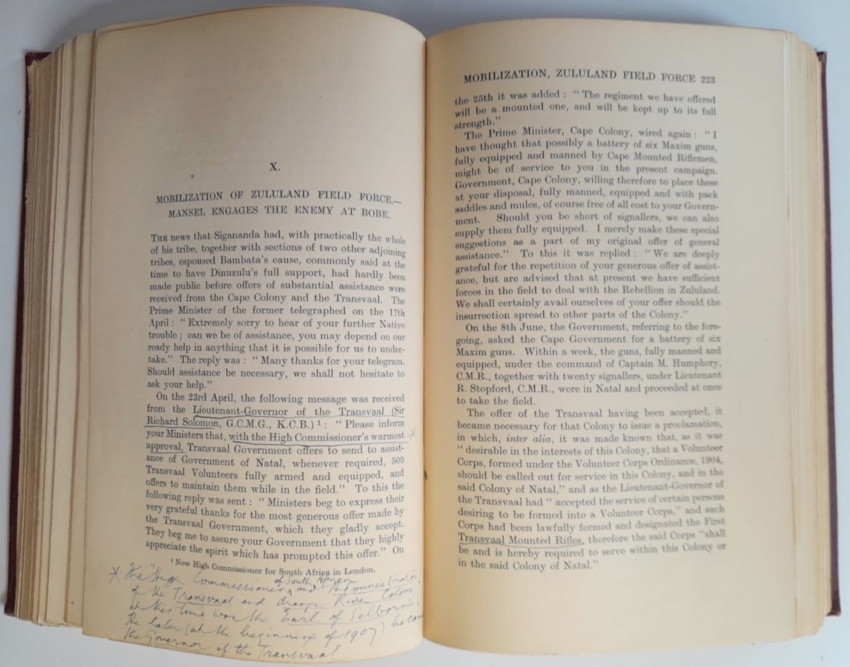 X.
MOBILIZATION OF ZULULAND FIELD FORCE.—
MANSEL ENGAGES THE ENEMY AT BOBE.
THE news that Sigananda had, with practically the whole
of his tribe, together with sections of two other adjoining
tribes, espoused Bambata's cause, commonly said at the
time to have Dinuzulu's full support, had hardly been
made public before offers of substantial assistance were
received from the Cape Colony and the Transvaal. The
Prime Minister of the former telegraphed on the 17th
April: "Extremely sorry to hear of your further Native
trouble; can we be of assistance, you may depend on our
ready help in anything that it is possible for us to under-
take." The reply was: "Many thanks for your telegram.
Should assistance be necessary, we shall not hesitate to
ask your help."
On the 23rd April, the following message was received
from the Lieutenant-Governor of the Transvaal (Sir
Richard Solomon, G.C.M.G., K.C.B.)¹: "Please inform
your Ministers that, with the High Commissioner's warmest *
approval, Transvaal Government offers to send to assist-
ance of Government of Natal, whenever required, 500
Transvaal Volunteers fully armed and equipped, and
offers to maintain them while in the field." To this the
following reply was sent: "Ministers beg to express their
very grateful thanks for the most generous offer made by
the Transvaal Government, which they gladly accept.
They beg me to assure your Government that they highly
appreciate the spirit which has prompted this offer." On
¹ New High Commissioner for South Africa in London.
* The "High Commissioner of South Africa and Administrator
of the Transvaal and Orange River Colony
at this time was the Earl of Selborne,
the later (at the beginning of 1907) became
the Governor of the Transvaal
MOBILIZATION, ZULULAND FIELD FORCE 223
the 25th it was added: "The regiment we have offered
will be a mounted one, and will be kept up to its full
strength."
The Prime Minister, Cape Colony, wired again: "I
have thought that possibly a battery of six Maxim guns,
fully equipped and manned by Cape Mounted Riflemen,
might be of service to you in the present campaign.
Government, Cape Colony, willing therefore to place these
at your disposal, fully manned, equipped and with pack
saddles and mules, of course free of all cost to your Govern-
ment. Should you be short of signallers, we can also
supply them fully equipped. I merely make these special
suggestions as a part of my original offer of general
assistance." To this it was replied: "We are deeply
grateful for the repetition of your generous offer of assist-
ance, but are advised that at present we have sufficient
forces in the field to deal with the Rebellion in Zululand.
We shall certainly avail ourselves of your offer should the
insurrection spread to other parts of the Colony."
On the 8th June, the Government, referring to the fore-
going, asked the Cape Government for a battery of six
Maxim guns. Within a week, the guns, fully manned and
equipped, under the command of Captain M. Humphery,
C.M.R., together with twenty signallers, under Lieutenant
R. Stopford, C.M.R., were in Natal and proceeded at once
to take the field.
The offer of the Transvaal having been accepted, it
became necessary for that Colony to issue a proclamation,
in which, inter alia, it was made known that, as it was
"desirable in the interests of this Colony, that a Volunteer
Corps, formed under the Volunteer Corps Ordinance, 1904,
should be called out for service in this Colony, and in the
said Colony of Natal," and as the Lieutenant-Governor of
the Transvaal had "accepted the service of certain persons
desiring to be formed into a Volunteer Corps," and such
Corps had been lawfully formed and designated the First
Transvaal Mounted Rifles, therefore the said Corps "shall
be and is hereby required to serve within this Colony or
in the said Colony of Natal."